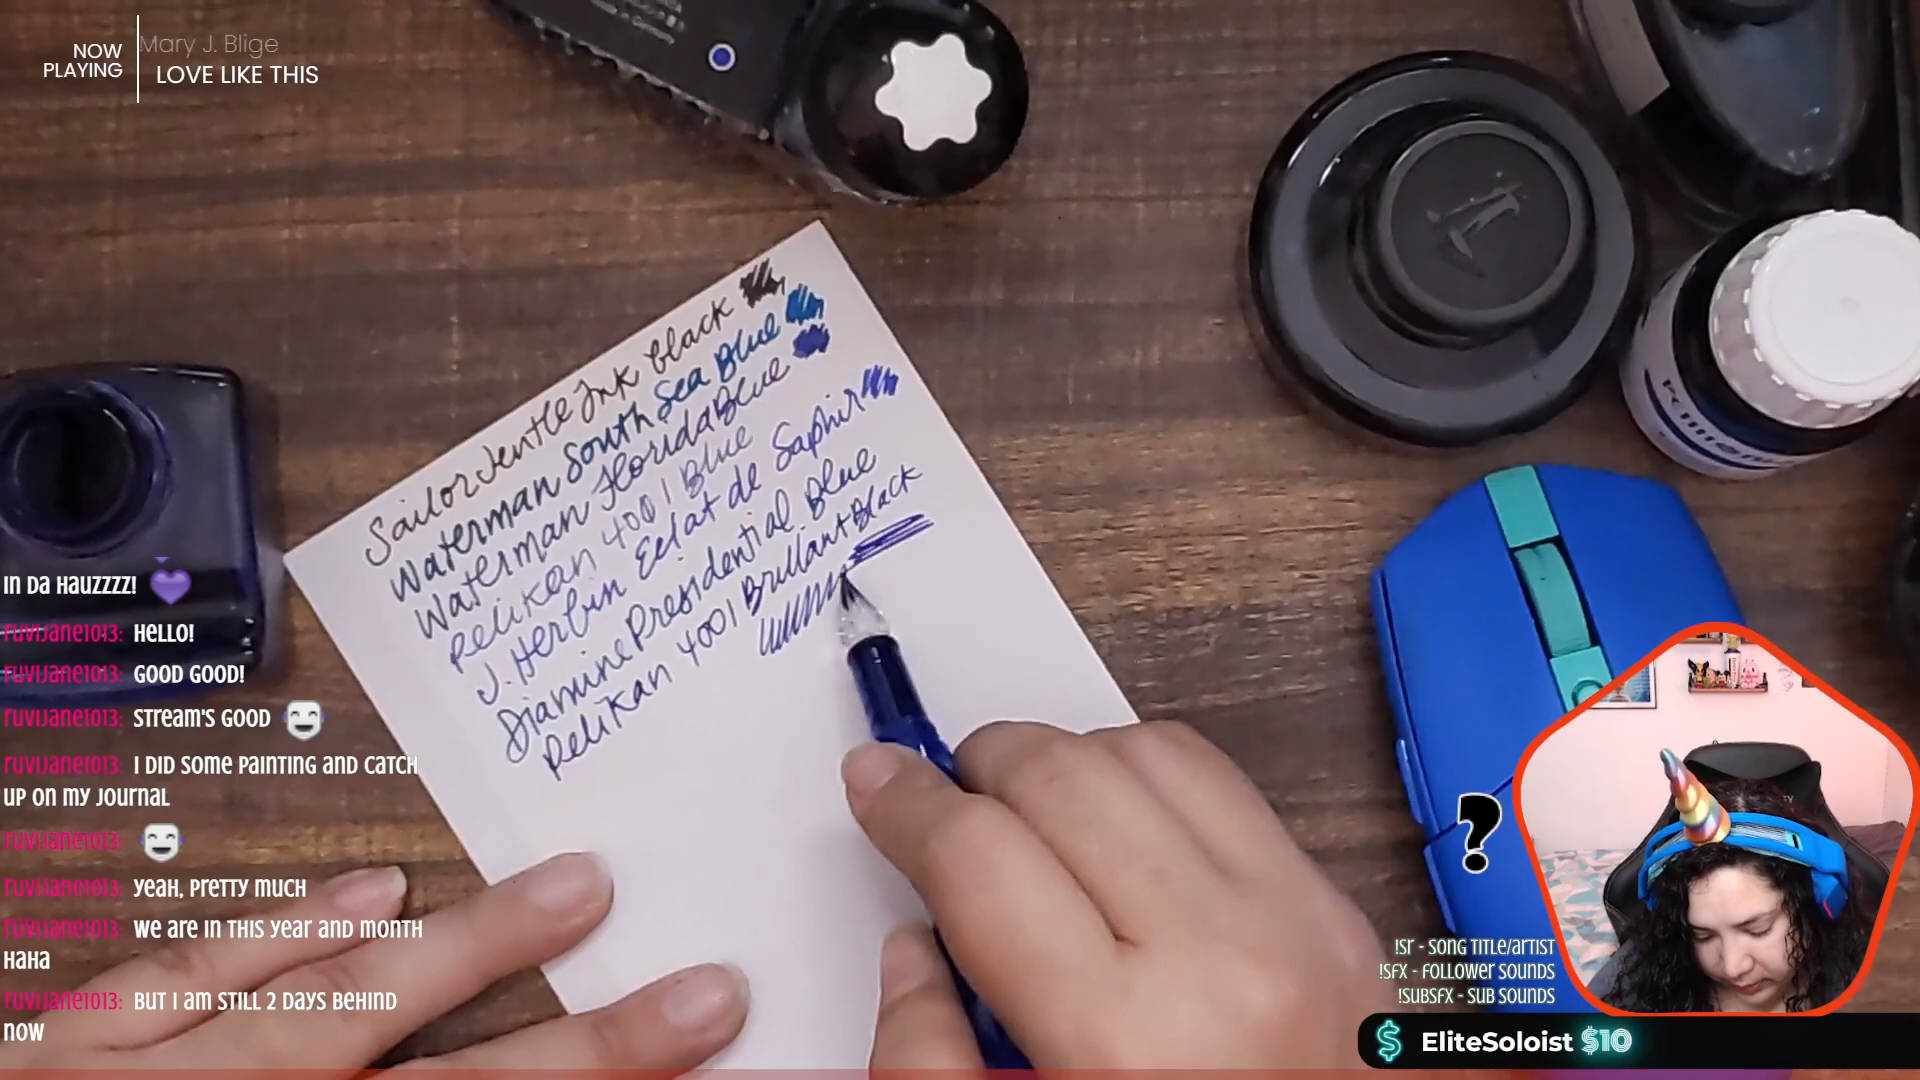 NOW
PLAYING
Mary J. Blige
LOVE LIKE THIS
Sailor Jentle Ink black
Waterman South Sea Blue
Waterman Florida Blue
Pelikan 4001 Blue
J. Herbin Eclat de Saphir
Diamine Presidential Blue
Pelikan 4001 Brillant Black
IN Da HaUZZZZ!
ruvijane1013: HELLO!
ruvijane1013: GOOD GOOD!
ruvijane1013: STREAM'S GOOD
ruvijane1013: I DID SOME PAINTING AND CATCH
UP ON MY JOURNAL
ruvijane1013:
ruvijane1013: YEAH, PRETTY MUCH
ruvijane1013: WE ARE IN THIS YEAR AND MONTH
HAHA
ruvijane1013: BUT I AM STILL 2 DAYS BEHIND
NOW
?
!SR - SONG TITLE/ARTIST
!SFX - FOLLOWER SOUNDS
!SUBSFX - SUB SOUNDS
$ EliteSoloist $10